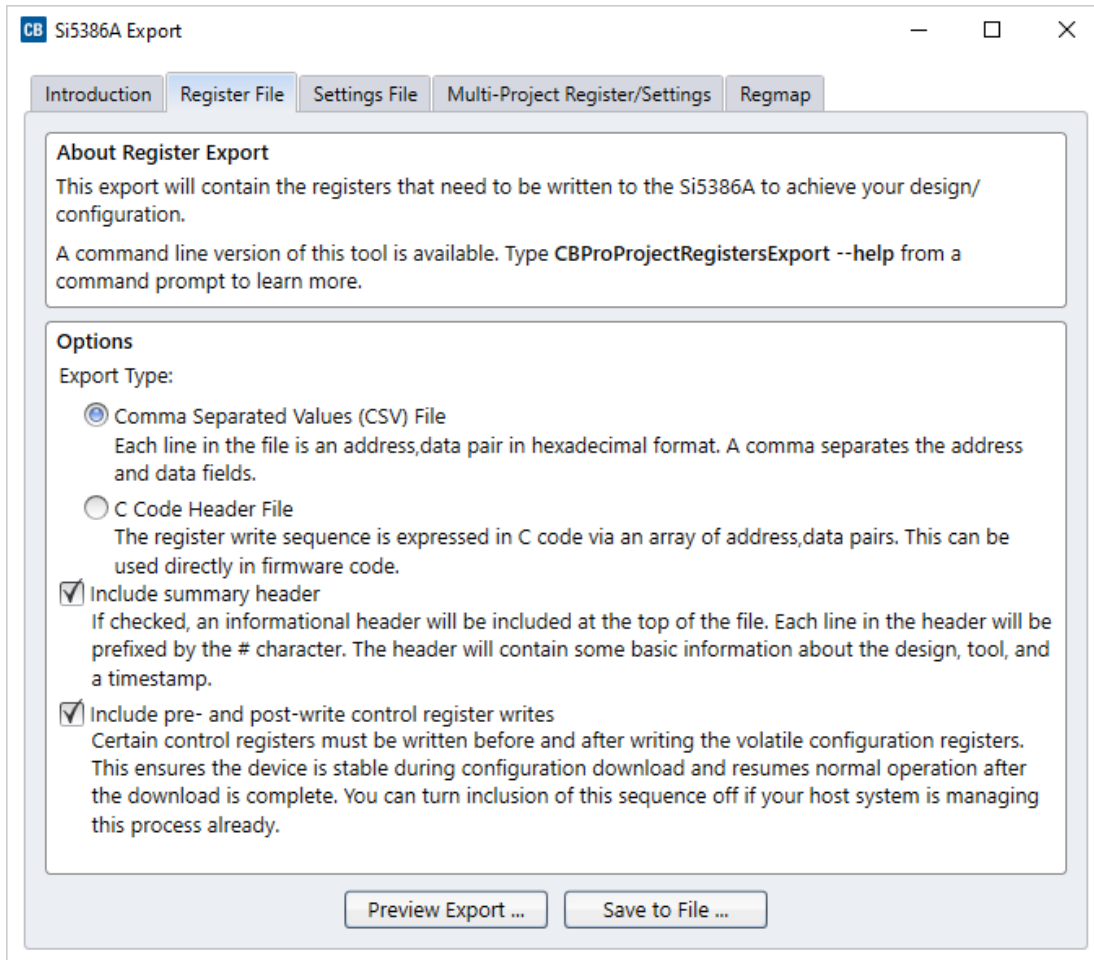 CB Si5386A Export
Introduction Register File Settings File Multi-Project Register/Settings Regmap
About Register Export
This export will contain the registers that need to be written to the Si5386A to achieve your design/
configuration.
A command line version of this tool is available. Type CBProProjectRegistersExport --help from a
command prompt to learn more.
Options
Export Type:
Comma Separated Values (CSV) File
Each line in the file is an address,data pair in hexadecimal format. A comma separates the address
and data fields.
C Code Header File
The register write sequence is expressed in C code via an array of address,data pairs. This can be
used directly in firmware code.
Include summary header
If checked, an informational header will be included at the top of the file. Each line in the header will be
prefixed by the # character. The header will contain some basic information about the design, tool, and
a timestamp.
Include pre- and post-write control register writes
Certain control registers must be written before and after writing the volatile configuration registers.
This ensures the device is stable during configuration download and resumes normal operation after
the download is complete. You can turn inclusion of this sequence off if your host system is managing
this process already.
Preview Export ... Save to File ...